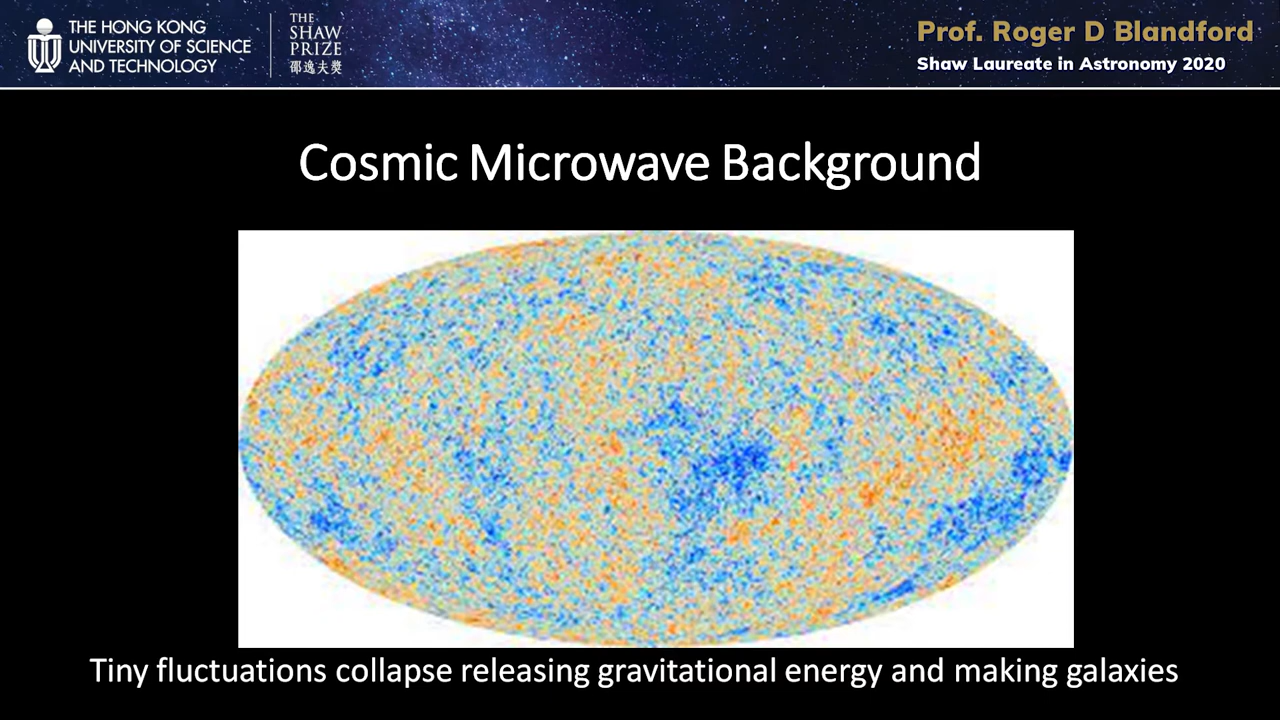 THE HONG KONG
UNIVERSITY OF SCIENCE
AND TECHNOLOGY
THE
SHAW
PRIZE
邵逸夫獎
Prof. Roger D Blandford
Shaw Laureate in Astronomy 2020
Cosmic Microwave Background
Tiny fluctuations collapse releasing gravitational energy and making galaxies